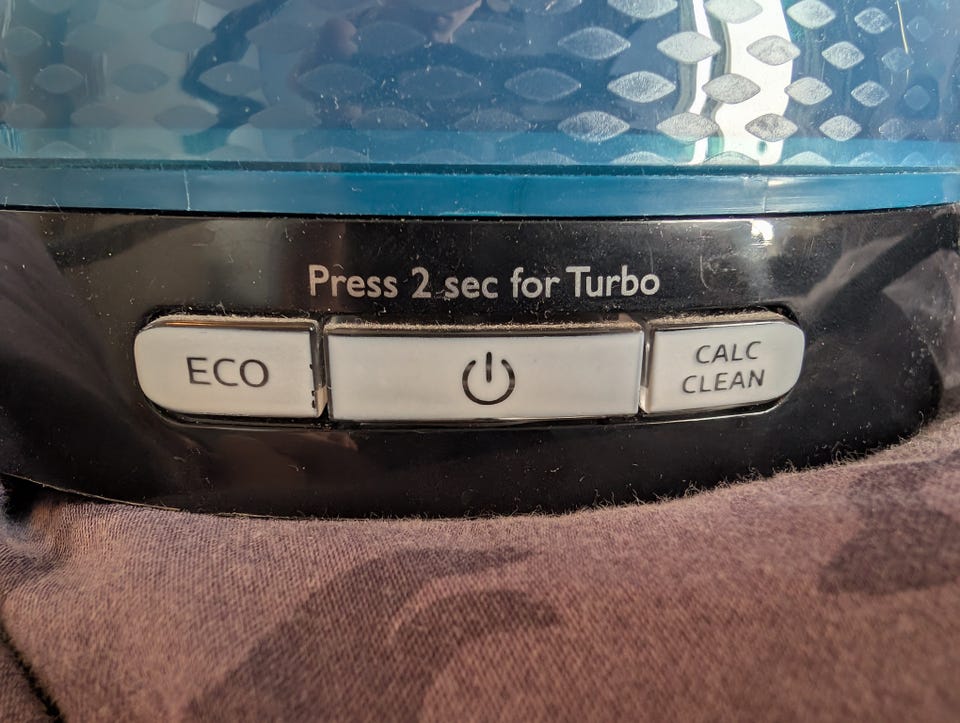 Press 2 sec for Turbo
ECO
CALC
CLEAN